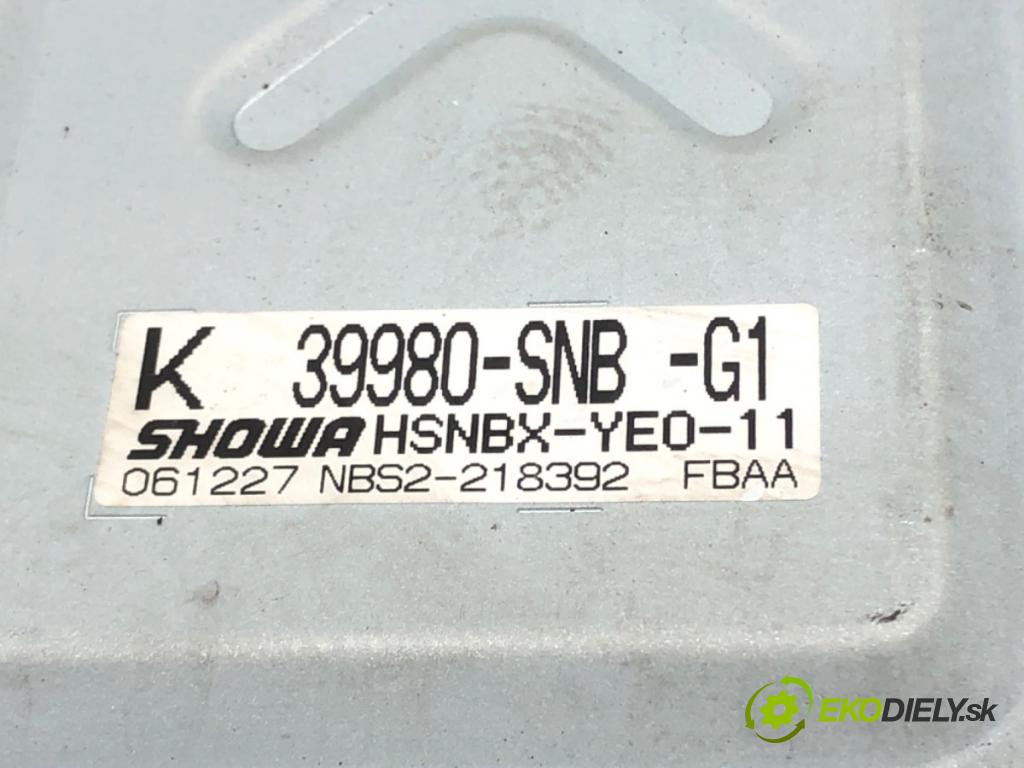 K 39980-SNB -G1
SHOWA HSNBX-YE0-11
061227 NBS2-218392 FBAA
EKODIELY.sk